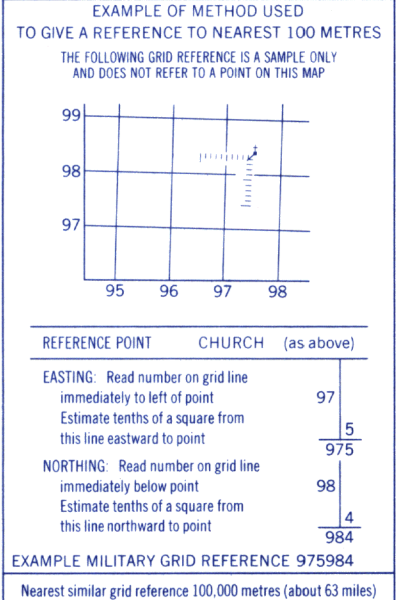 EXAMPLE OF METHOD USED
TO GIVE A REFERENCE TO NEAREST 100 METRES
THE FOLLOWING GRID REFERENCE IS A SAMPLE ONLY
AND DOES NOT REFER TO A POINT ON THIS MAP
99
98
97
95 96 97 98
REFERENCE POINT CHURCH (as above)
EASTING: Read number on grid line
immediately to left of point 97
Estimate tenths of a square from
this line eastward to point 5
975
NORTHING: Read number on grid line
immediately below point 98
Estimate tenths of a square from
this line northward to point 4
984
EXAMPLE MILITARY GRID REFERENCE 975984
Nearest similar grid reference 100,000 metres (about 63 miles)